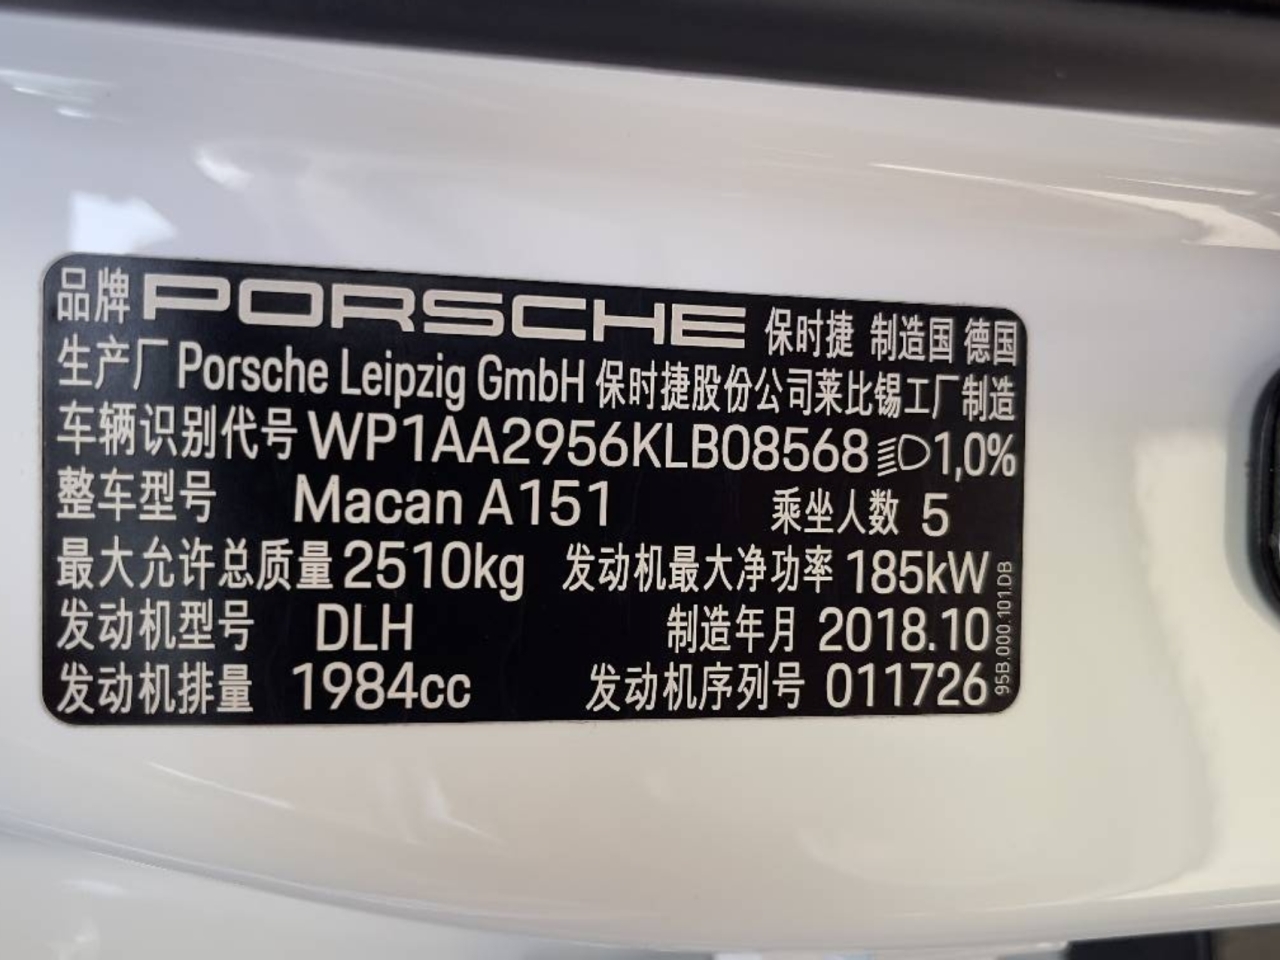 品牌 PORSCHE 保时捷 制造国 德国
生产厂 Porsche Leipzig GmbH 保时捷股份公司莱比锡工厂制造
车辆识别代号 WP1AA2956KLB08568 1,0%
整车型号 Macan A151 乘坐人数 5
最大允许总质量 2510kg 发动机最大净功率 185kW
发动机型号 DLH 制造年月 2018.10
发动机排量 1984cc 发动机序列号 011726
95B.000.101.DB